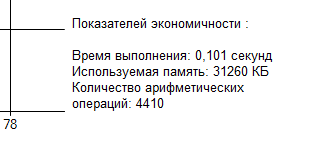 Показателей экономичности :
Время выполнения: 0,101 секунд
Используемая память: 31260 КБ
Количество арифметических
операций: 4410
78